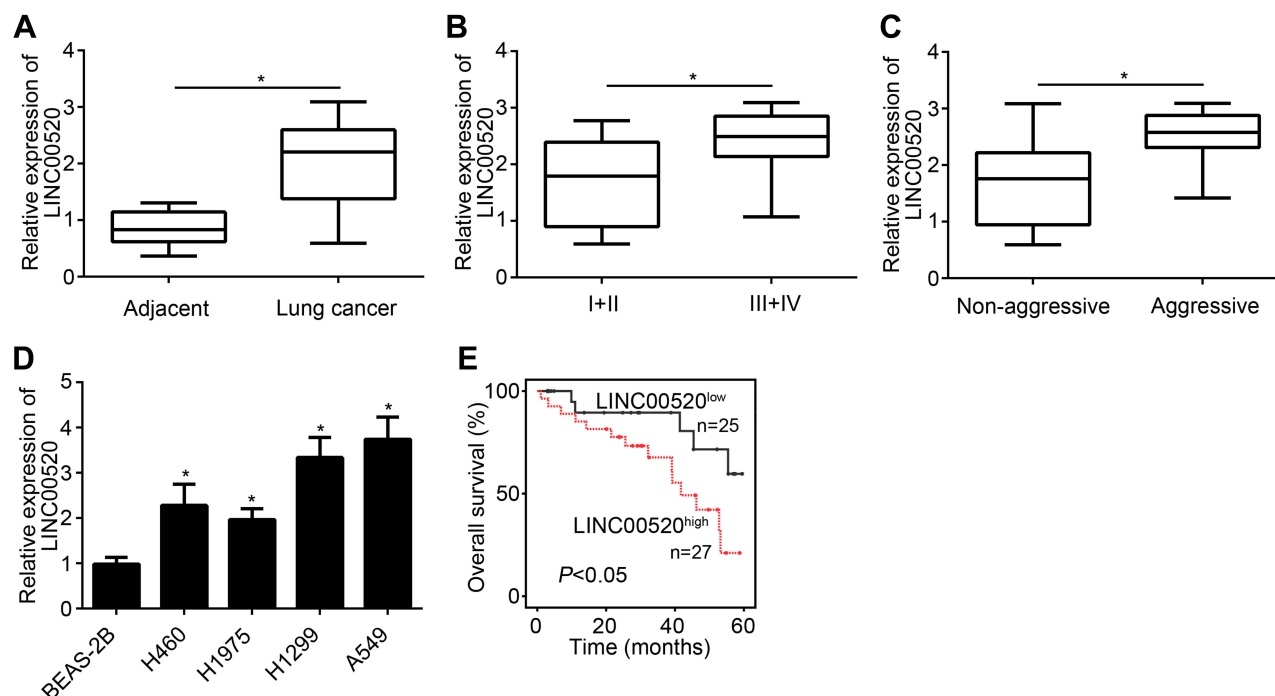 A
Relative expression of
LINC00520
4
3
2
1
0
*
Adjacent
Lung cancer
B
Relative expression of
LINC00520
4
3
2
1
0
*
I+II
III+IV
C
Relative expression of
LINC00520
4
3
2
1
0
*
Non-aggressive
Aggressive
D
Relative expression of
LINC00520
5
4
3
2
1
0
*
*
*
*
BEAS-2B
H460
H1975
H1299
A549
E
Overall survival (%)
100
50
0
LINC00520low
n=25
LINC00520high
n=27
P<0.05
0
20
40
60
Time (months)